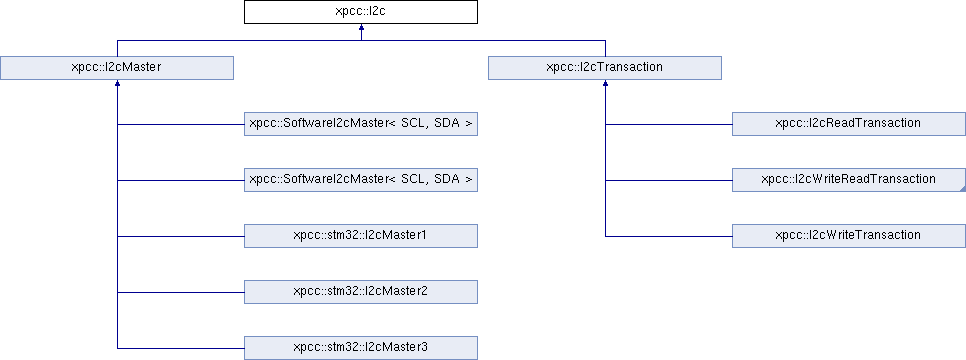 xpcc::I2c
xpcc::I2cMaster
xpcc::I2cTransaction
xpcc::SoftwareI2cMaster< SCL, SDA >
xpcc::I2cReadTransaction
xpcc::SoftwareI2cMaster< SCL, SDA >
xpcc::I2cWriteReadTransaction
xpcc::stm32::I2cMaster1
xpcc::I2cWriteTransaction
xpcc::stm32::I2cMaster2
xpcc::stm32::I2cMaster3